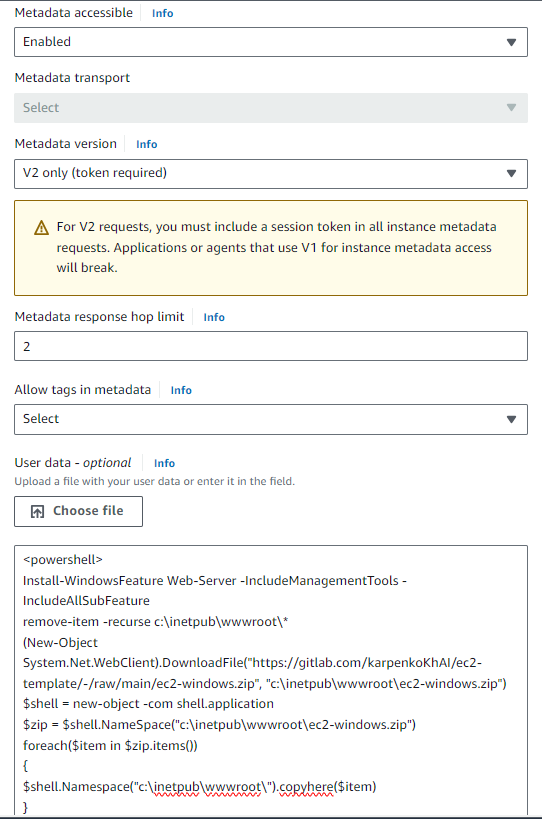 Metadata accessible Info
Enabled
Metadata transport
Select
Metadata version Info
V2 only (token required)
For V2 requests, you must include a session token in all instance metadata
requests. Applications or agents that use V1 for instance metadata access
will break.
Metadata response hop limit Info
2
Allow tags in metadata Info
Select
User data - optional Info
Upload a file with your user data or enter it in the field.
Choose file
<powershell>
Install-WindowsFeature Web-Server -IncludeManagementTools -
IncludeAllSubFeature
remove-item -recurse c:\inetpub\wwwroot\*
(New-Object
System.Net.WebClient).DownloadFile("https://gitlab.com/karpenkoKhAI/ec2-
template/-/raw/main/ec2-windows.zip", "c:\inetpub\wwwroot\ec2-windows.zip")
$shell = new-object -com shell.application
$zip = $shell.NameSpace("c:\inetpub\wwwroot\ec2-windows.zip")
foreach($item in $zip.items())
{
$shell.Namespace("c:\inetpub\wwwroot\").copyhere($item)
}